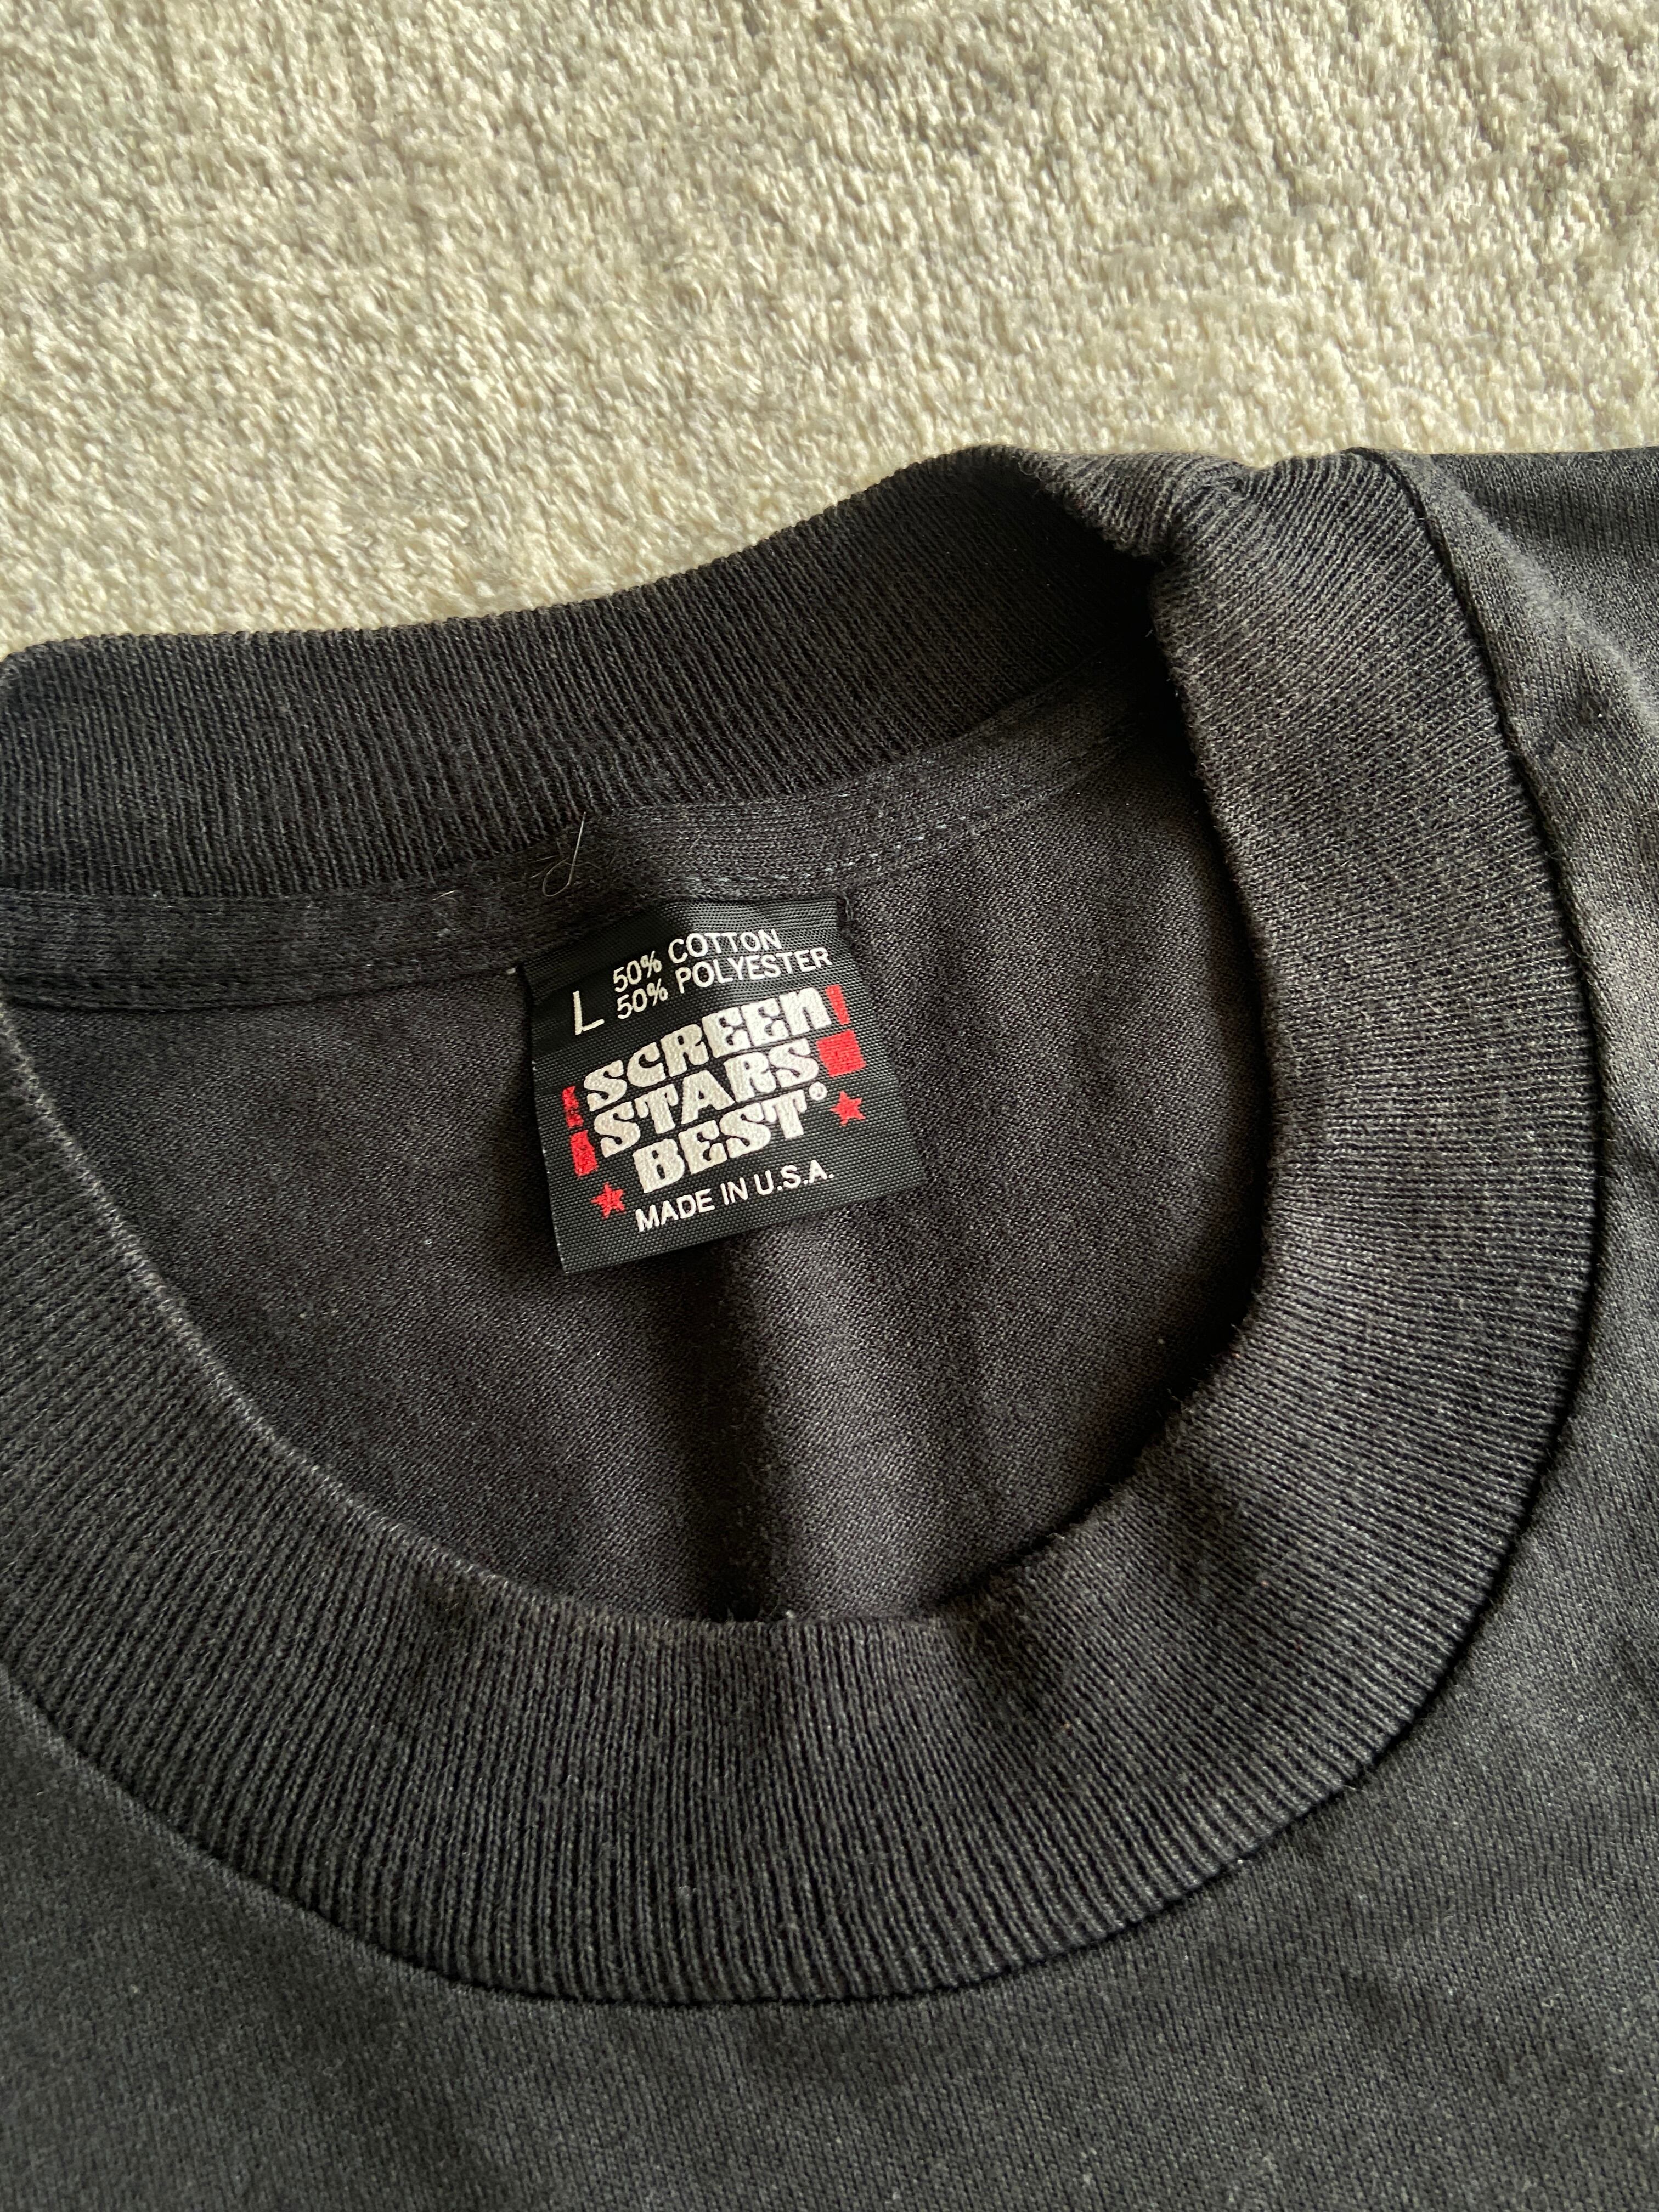 L
50% COTTON
50% POLYESTER
SCREEN
STARS
BEST®
MADE IN U.S.A.